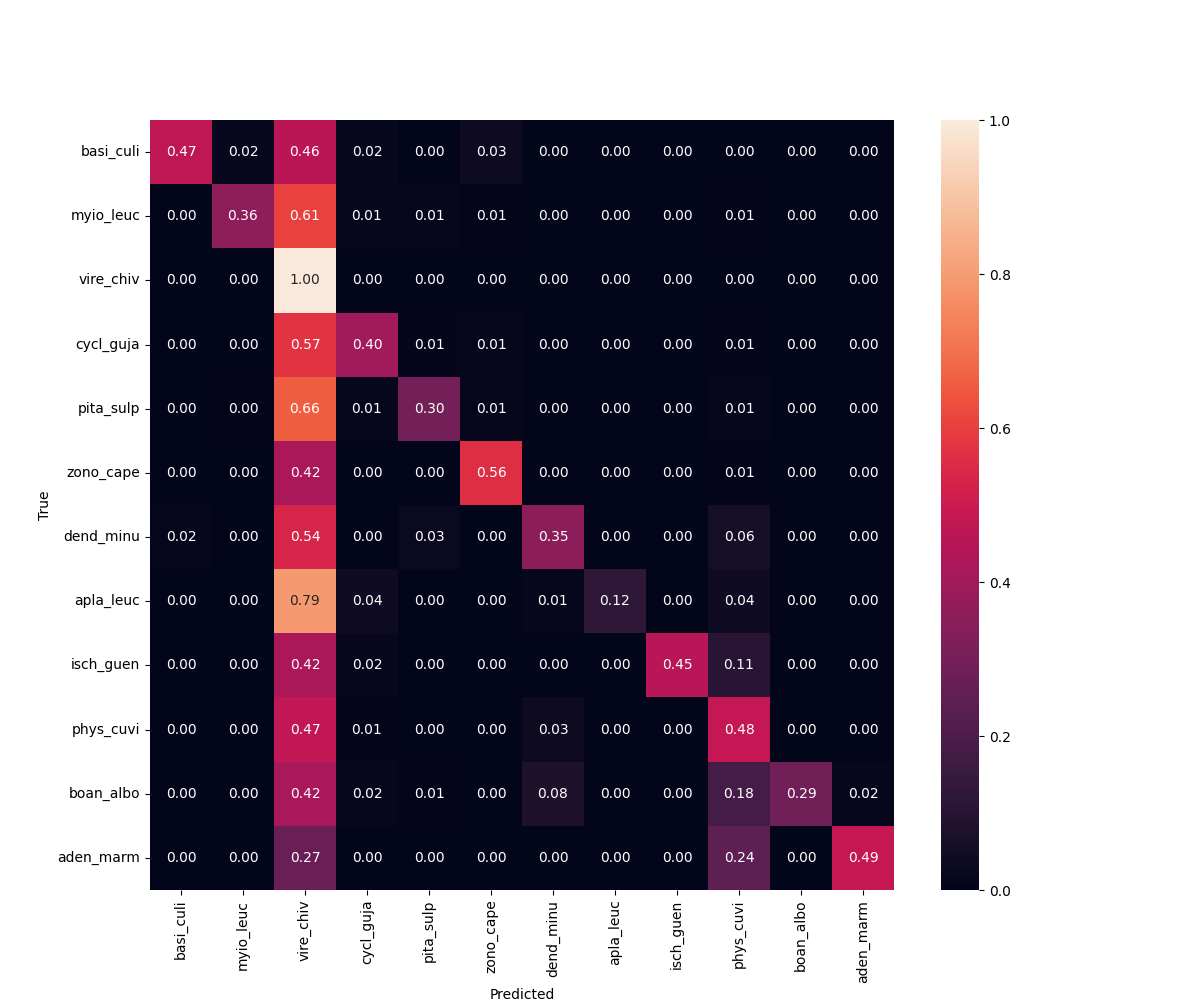 basi_culi 0.47 0.02 0.46 0.02 0.00 0.03 0.00 0.00 0.00 0.00 0.00 0.00 1.0
myio_leuc 0.00 0.36 0.61 0.01 0.01 0.01 0.00 0.00 0.00 0.01 0.00 0.00
vire_chiv 0.00 0.00 1.00 0.00 0.00 0.00 0.00 0.00 0.00 0.00 0.00 0.00 0.8
cycl_guja 0.00 0.00 0.57 0.40 0.01 0.01 0.00 0.00 0.00 0.01 0.00 0.00
pita_sulp 0.00 0.00 0.66 0.01 0.30 0.01 0.00 0.00 0.00 0.01 0.00 0.00 0.6
zono_cape 0.00 0.00 0.42 0.00 0.00 0.56 0.00 0.00 0.00 0.01 0.00 0.00
True
dend_minu 0.02 0.00 0.54 0.00 0.03 0.00 0.35 0.00 0.00 0.06 0.00 0.00
apla_leuc 0.00 0.00 0.79 0.04 0.00 0.00 0.01 0.12 0.00 0.04 0.00 0.00 0.4
isch_guen 0.00 0.00 0.42 0.02 0.00 0.00 0.00 0.00 0.45 0.11 0.00 0.00
phys_cuvi 0.00 0.00 0.47 0.01 0.00 0.00 0.03 0.00 0.00 0.48 0.00 0.00 0.2
boan_albo 0.00 0.00 0.42 0.02 0.01 0.00 0.08 0.00 0.00 0.18 0.29 0.02
aden_marm 0.00 0.00 0.27 0.00 0.00 0.00 0.00 0.00 0.00 0.24 0.00 0.49 0.0
basi_culi myio_leuc vire_chiv cycl_guja pita_sulp zono_cape dend_minu apla_leuc isch_guen phys_cuvi boan_albo aden_marm
Predicted